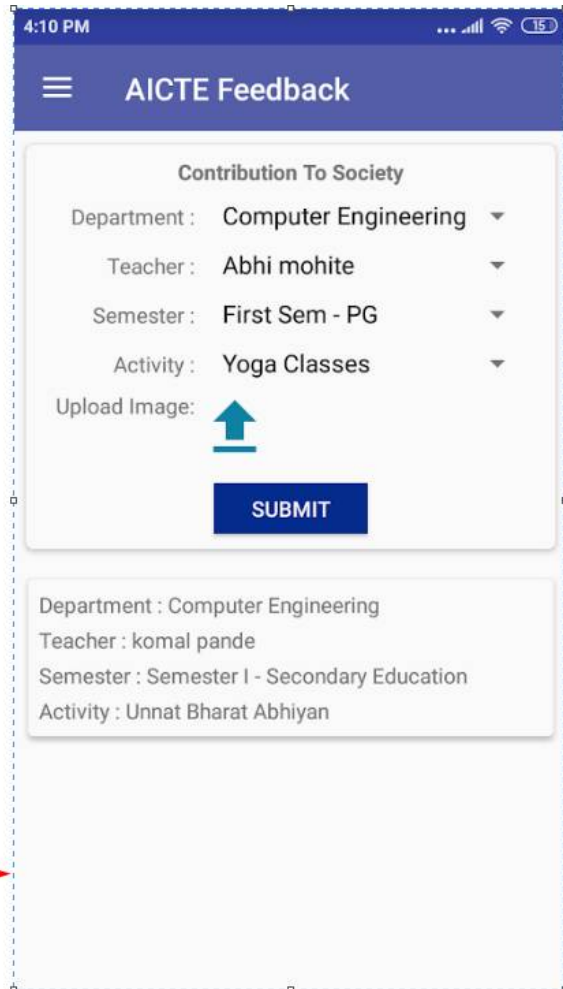 4:10 PM ... 15
AICTE Feedback
Contribution To Society
Department : Computer Engineering
Teacher : Abhi mohite
Semester : First Sem - PG
Activity : Yoga Classes
Upload Image:
SUBMIT
Department : Computer Engineering
Teacher : komal pande
Semester : Semester I - Secondary Education
Activity : Unnat Bharat Abhiyan